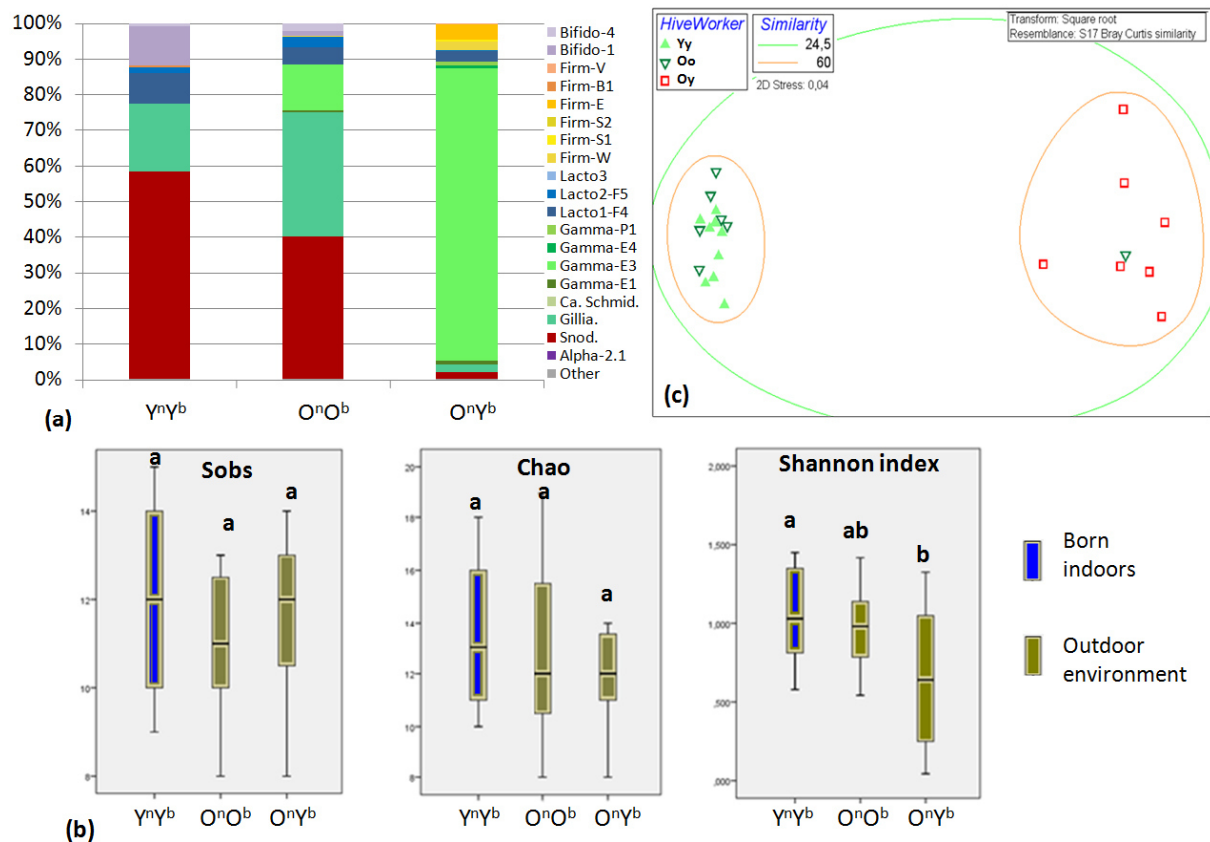 100%
90%
80%
70%
60%
50%
40%
30%
20%
10%
0%
YⁿYᵇ
OⁿOᵇ
OⁿYᵇ
(a)
Bifido-4
Bifido-1
Firm-V
Firm-B1
Firm-E
Firm-S2
Firm-S1
Firm-W
Lacto3
Lacto2-F5
Lacto1-F4
Gamma-P1
Gamma-E4
Gamma-E3
Gamma-E1
Ca. Schmid.
Gillia.
Snod.
Alpha-2.1
Other
HiveWorker
Yy
Oo
Oy
Similarity
24,5
60
2D Stress: 0,04
Transform: Square root
Resemblance: S17 Bray Curtis similarity
(c)
Sobs
a
a
a
14
12
10
8
YⁿYᵇ
OⁿOᵇ
OⁿYᵇ
(b)
Chao
a
a
a
20
18
16
14
12
10
8
YⁿYᵇ
OⁿOᵇ
OⁿYᵇ
Shannon index
a
ab
b
2,000
1,500
1,000
,500
,000
YⁿYᵇ
OⁿOᵇ
OⁿYᵇ
Born
indoors
Outdoor
environment